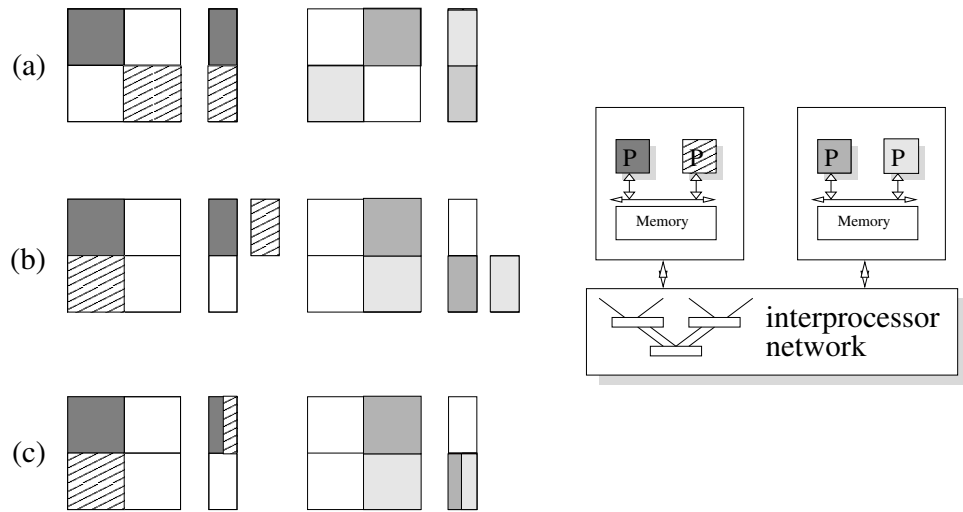 (a)
P P P P
Memory Memory
(b)
interprocessor
network
(c)